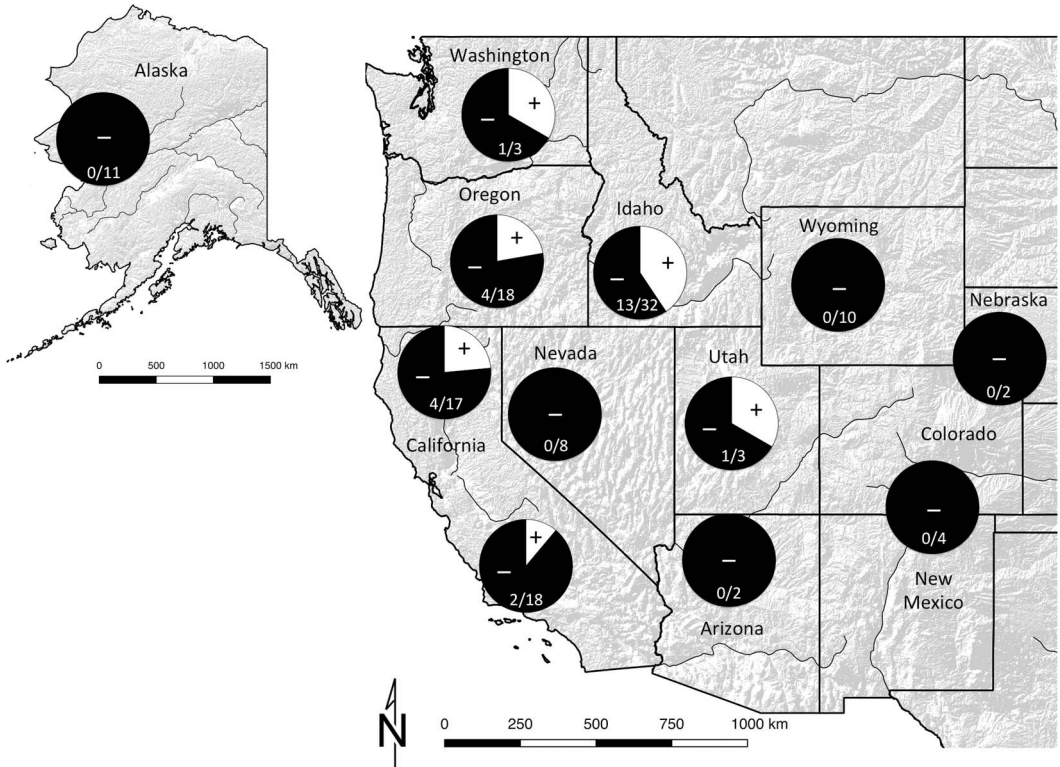 Alaska
–
0/11
0 500 1000 1500 km
Washington
+
–
1/3
Oregon
+
–
4/18
Idaho
+
–
13/32
Wyoming
–
0/10
Nebraska
–
0/2
+
–
4/17
California
Nevada
–
0/8
Utah
+
–
1/3
Colorado
–
0/4
New
Mexico
+
–
2/18
–
0/2
Arizona
N
0 250 500 750 1000 km